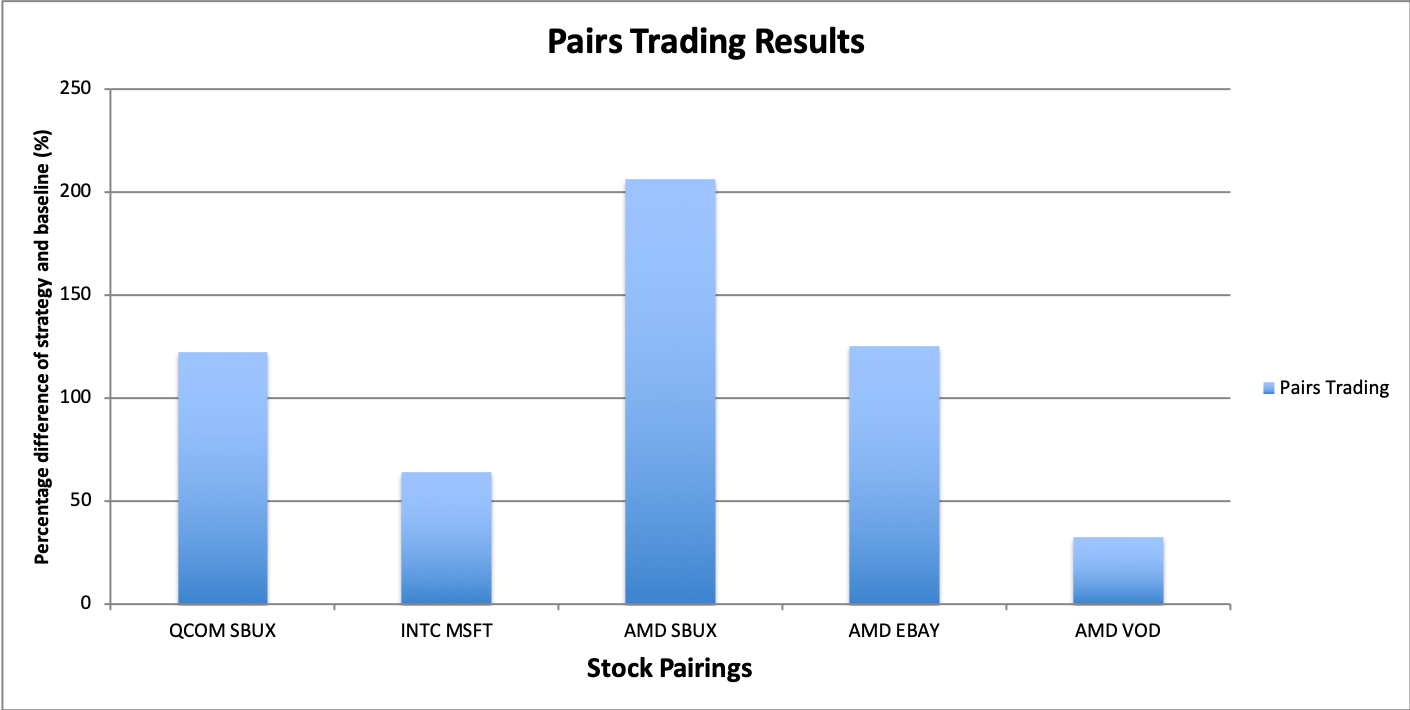 Pairs Trading Results
Percentage difference of strategy and baseline (%)
250
200
150
100
50
0
QCOM SBUX
INTC MSFT
AMD SBUX
AMD EBAY
AMD VOD
Stock Pairings
Pairs Trading